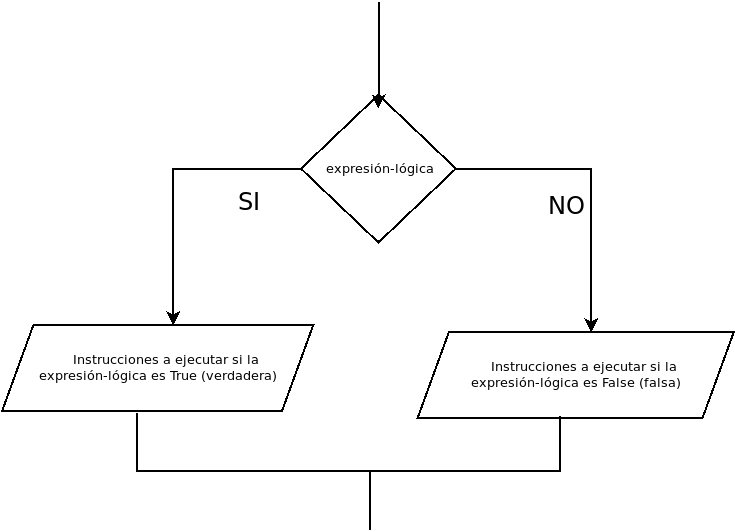 expresión-lógica
SI
NO
Instrucciones a ejecutar si la
expresión-lógica es True (verdadera)
Instrucciones a ejecutar si la
expresión-lógica es False (falsa)